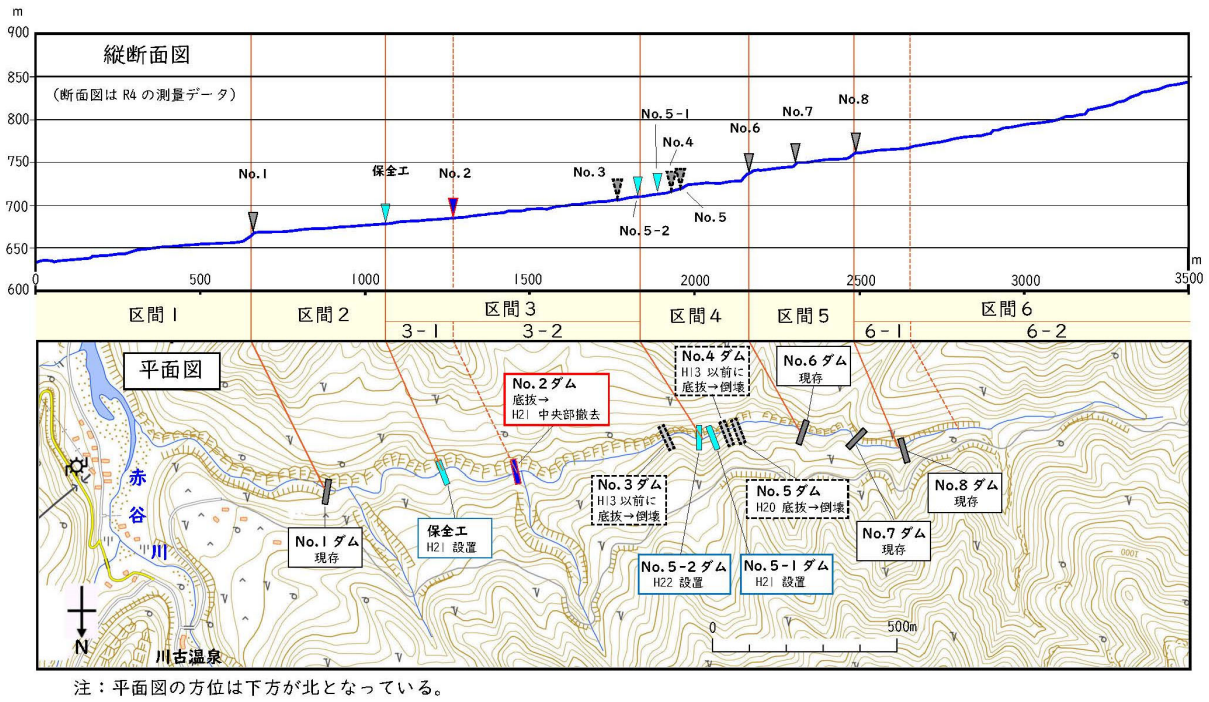 m
900
縦断面図
850
(断面図は R4 の測量データ)
800
No.5-1
No.8
No.7
No.4
No.6
750
No.1
保全工
No.2
No.3
700
No.5
No.5-2
650
m
0
500
1000
1500
2000
2500
3000
3500
600
区間1
区間2
区間3
区間4
区間5
区間6
3-1
3-2
6-1
6-2
平面図
No.4 ダム
H13 以前に
底抜→倒壊
No.6 ダム
現存
No.2 ダム
底抜→
H21 中央部撤去
赤谷川
No.3 ダム
H13 以前に
底抜→倒壊
No.5 ダム
H20 底抜→倒壊
No.8 ダム
現存
No.1 ダム
現存
保全工
H21 設置
No.7 ダム
現存
No.5-2 ダム
H22 設置
No.5-1 ダム
H21 設置
1000
0
500m
N
川古温泉
注：平面図の方位は下方が北となっている。